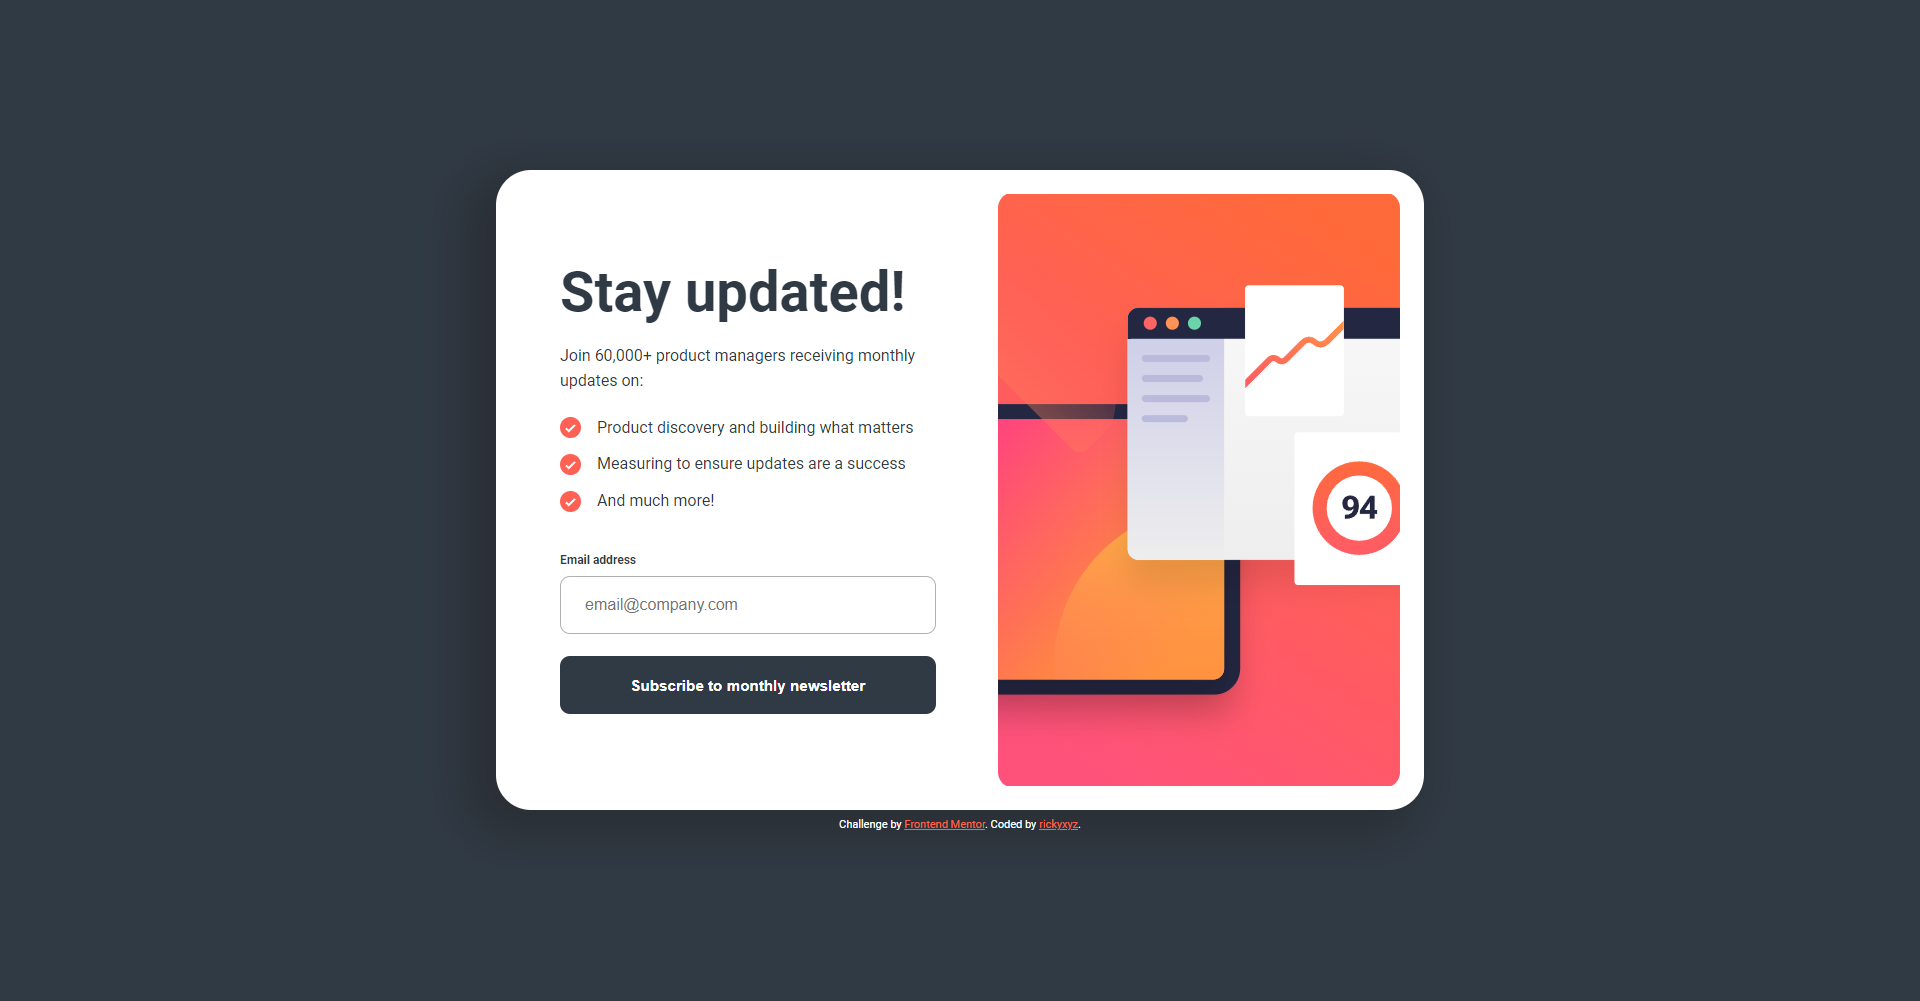 Stay updated!
Join 60,000+ product managers receiving monthly
updates on:
Product discovery and building what matters
Measuring to ensure updates are a success
And much more!
Email address
email@company.com
Subscribe to monthly newsletter
94
Challenge by Frontend Mentor. Coded by rickyxyz.